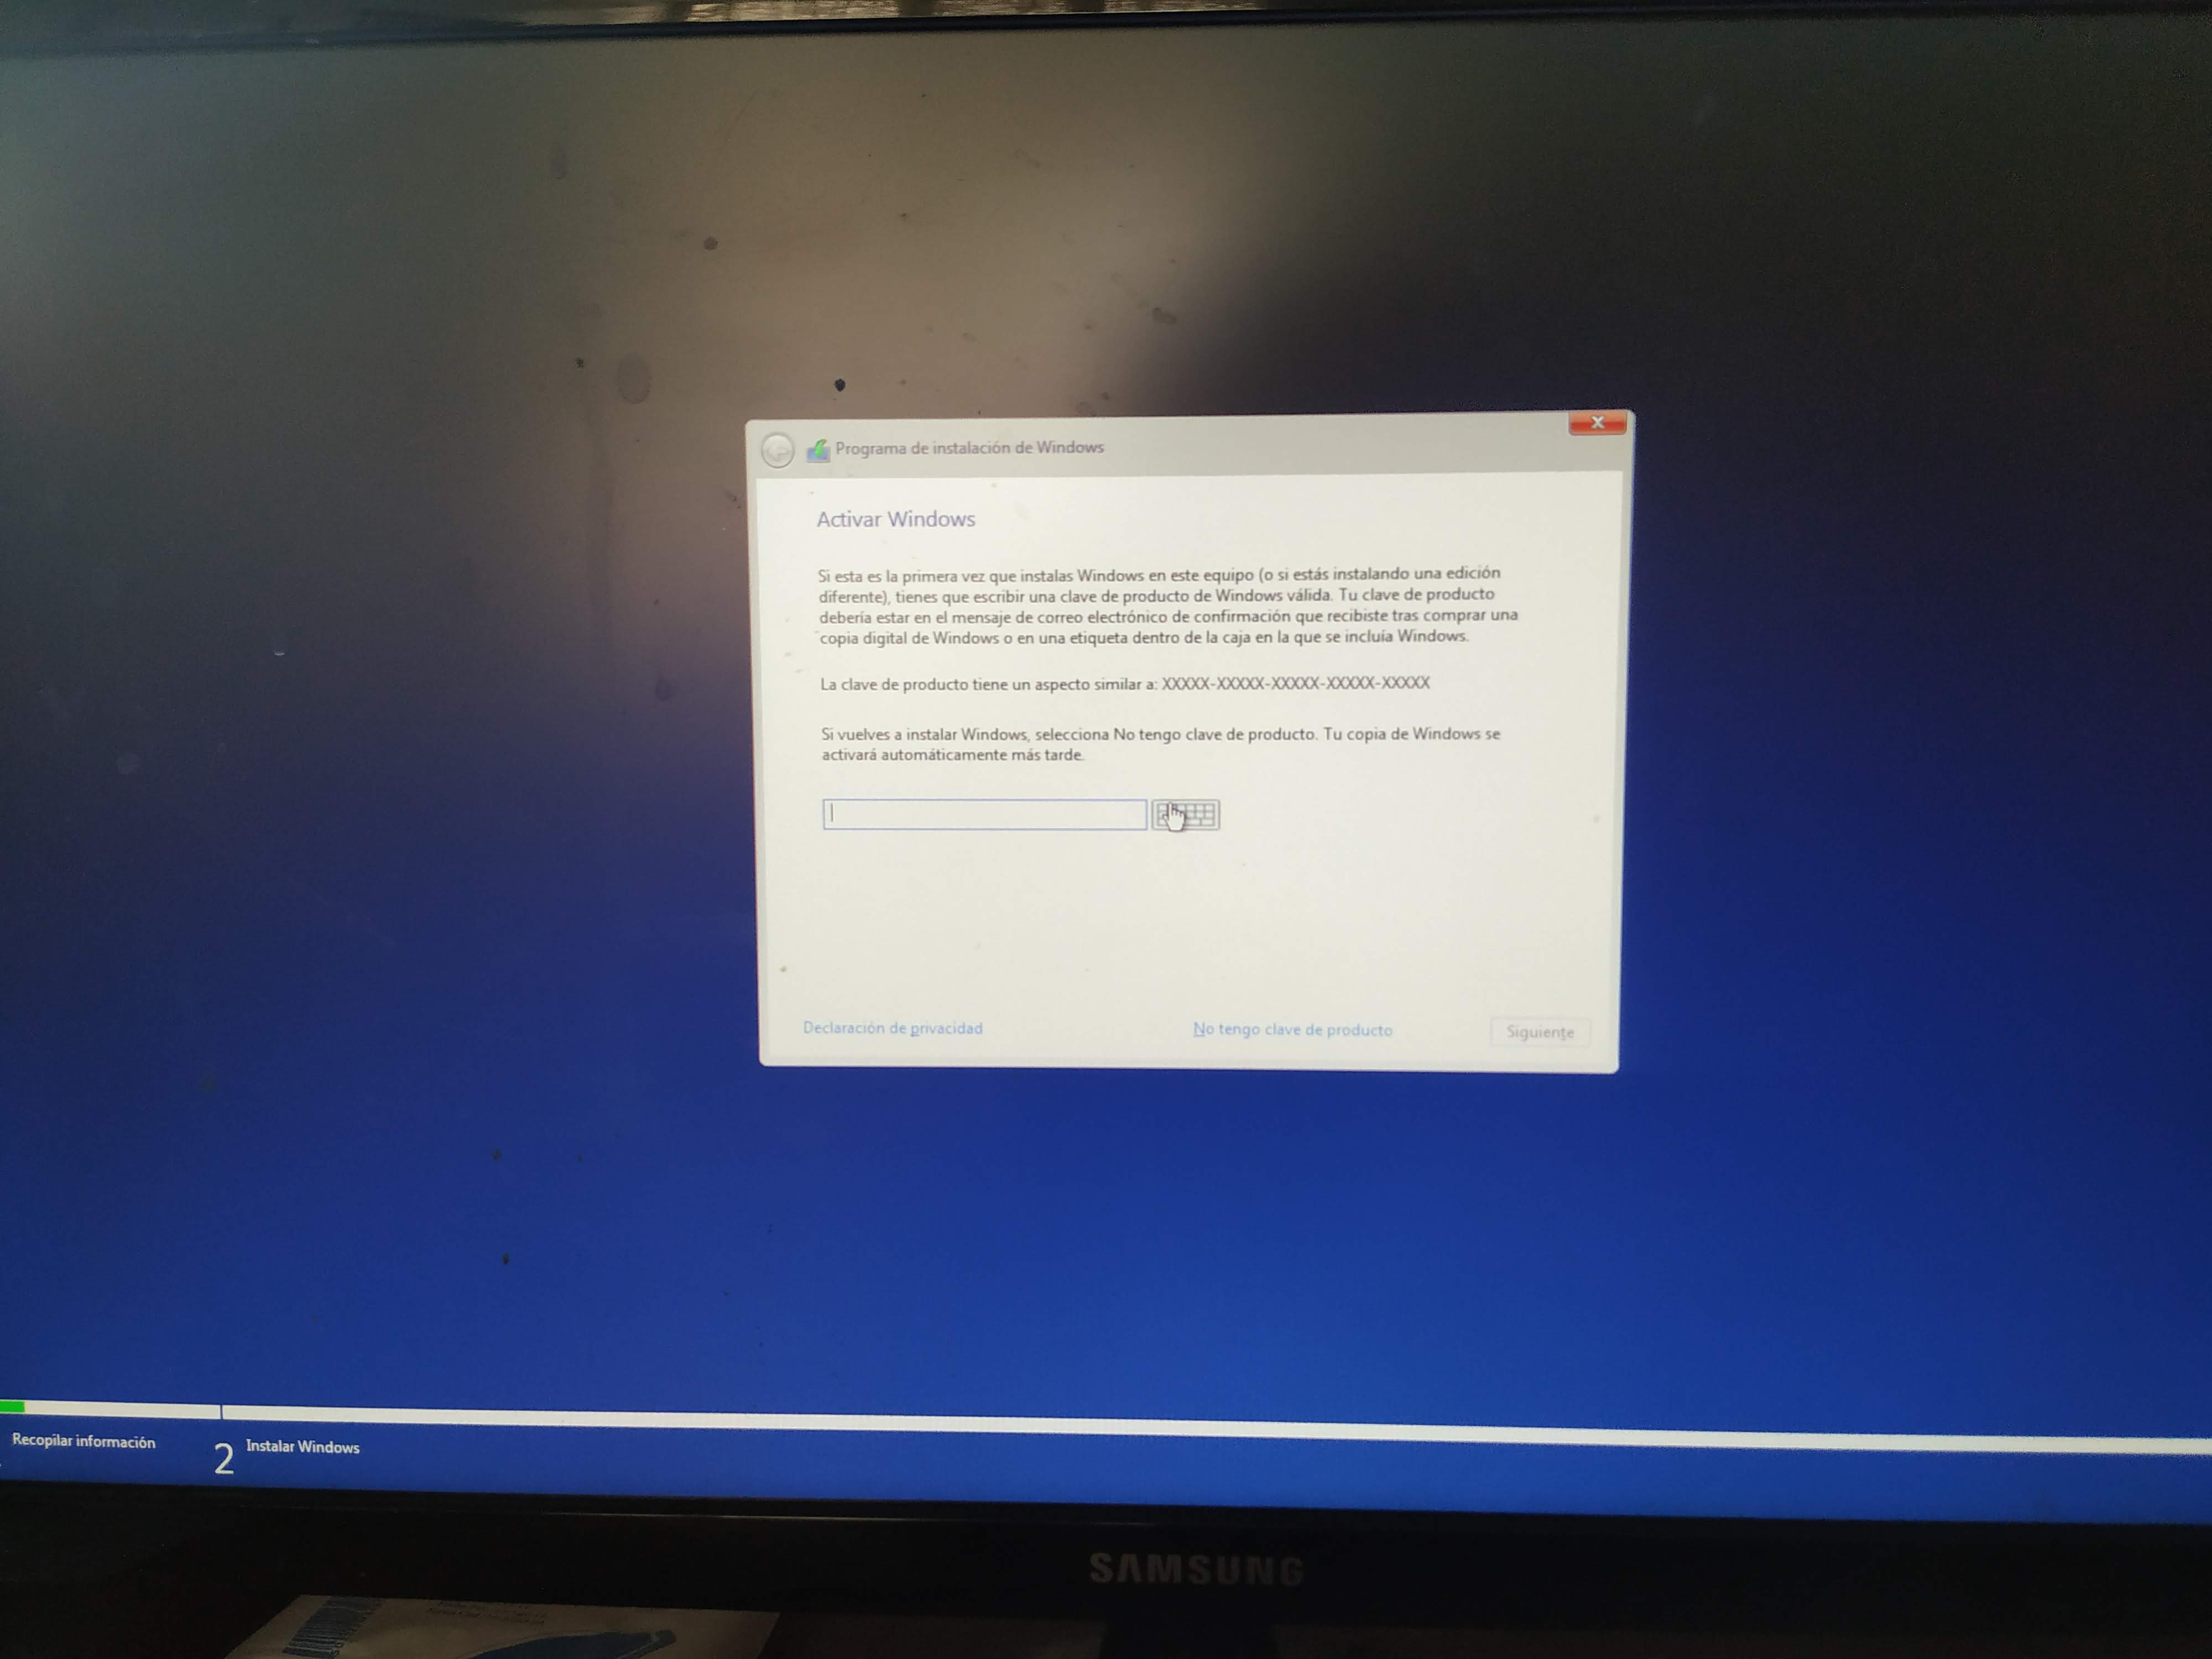 Programa de instalación de Windows
Activar Windows
Si esta es la primera vez que instalas Windows en este equipo (o si estás instalando una edición
diferente), tienes que escribir una clave de producto de Windows válida. Tu clave de producto
debería estar en el mensaje de correo electrónico de confirmación que recibiste tras comprar una
copia digital de Windows o en una etiqueta dentro de la caja en la que se incluía Windows.
La clave de producto tiene un aspecto similar a: XXXXX-XXXXX-XXXXX-XXXXX-XXXXX
Si vuelves a instalar Windows, selecciona No tengo clave de producto. Tu copia de Windows se
activará automáticamente más tarde.
Declaración de privacidad
No tengo clave de producto
Siguiente
Recopilar información
2 Instalar Windows
SAMSUNG